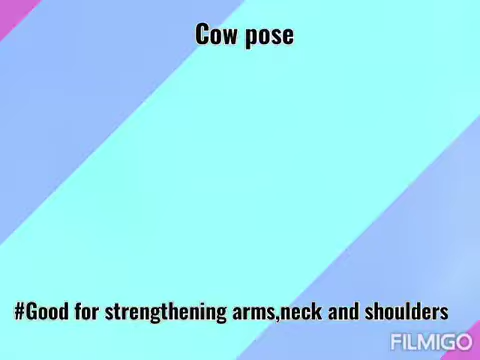 Cow pose
#Good for strengthening arms,neck and shoulders
FILMIGO